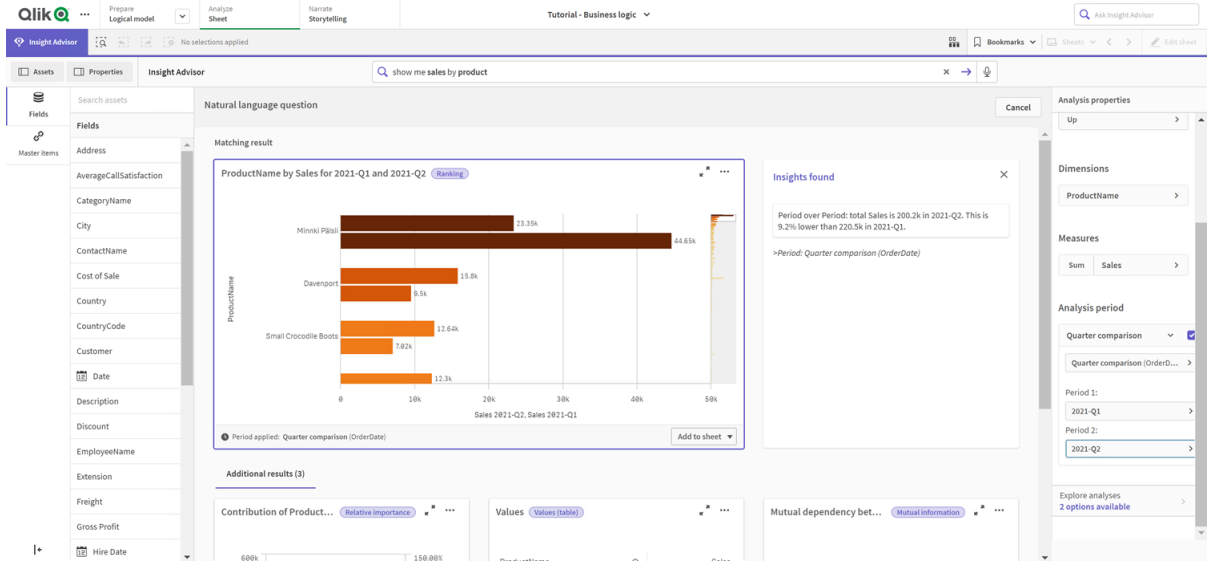 Qlik
Prepare
Logical model
Analyze
Sheet
Narrate
Storytelling
Tutorial - Business logic
Ask Insight Advisor
Insight Advisor
No selections applied
Bookmarks
Sheets
Edit sheet
Assets
Properties
Insight Advisor
show me sales by product
Fields
Master items
Search assets
Fields
Address
AverageCallSatisfaction
CategoryName
City
ContactName
Cost of Sale
Country
CountryCode
Customer
Date
Description
Discount
EmployeeName
Extension
Freight
Gross Profit
Hire Date
Natural language question
Cancel
Matching result
ProductName by Sales for 2021-Q1 and 2021-Q2
Ranking
ProductName
Minnki Pälsii
23.39k
44.65k
Davenport
15.8k
9.5k
Small Crocodile Boots
12.64k
7.02k
12.3k
0
10k
20k
30k
40k
50k
Sales 2021-Q2, Sales 2021-Q1
Period applied: Quarter comparison (OrderDate)
Add to sheet
Insights found
Period over Period: total Sales is 200.2k in 2021-Q2. This is
9.2% lower than 220.5k in 2021-Q1.
>Period: Quarter comparison (OrderDate)
Additional results (3)
Contribution of Product...
Relative importance
600k
150.00%
Values
Values (table)
ProductName
Sales
Mutual dependency bet...
Mutual information
Analysis properties
Up
Dimensions
ProductName
Measures
Sum
Sales
Analysis period
Quarter comparison
Quarter comparison (OrderD...
Period 1:
2021-Q1
Period 2:
2021-Q2
Explore analyses
2 options available